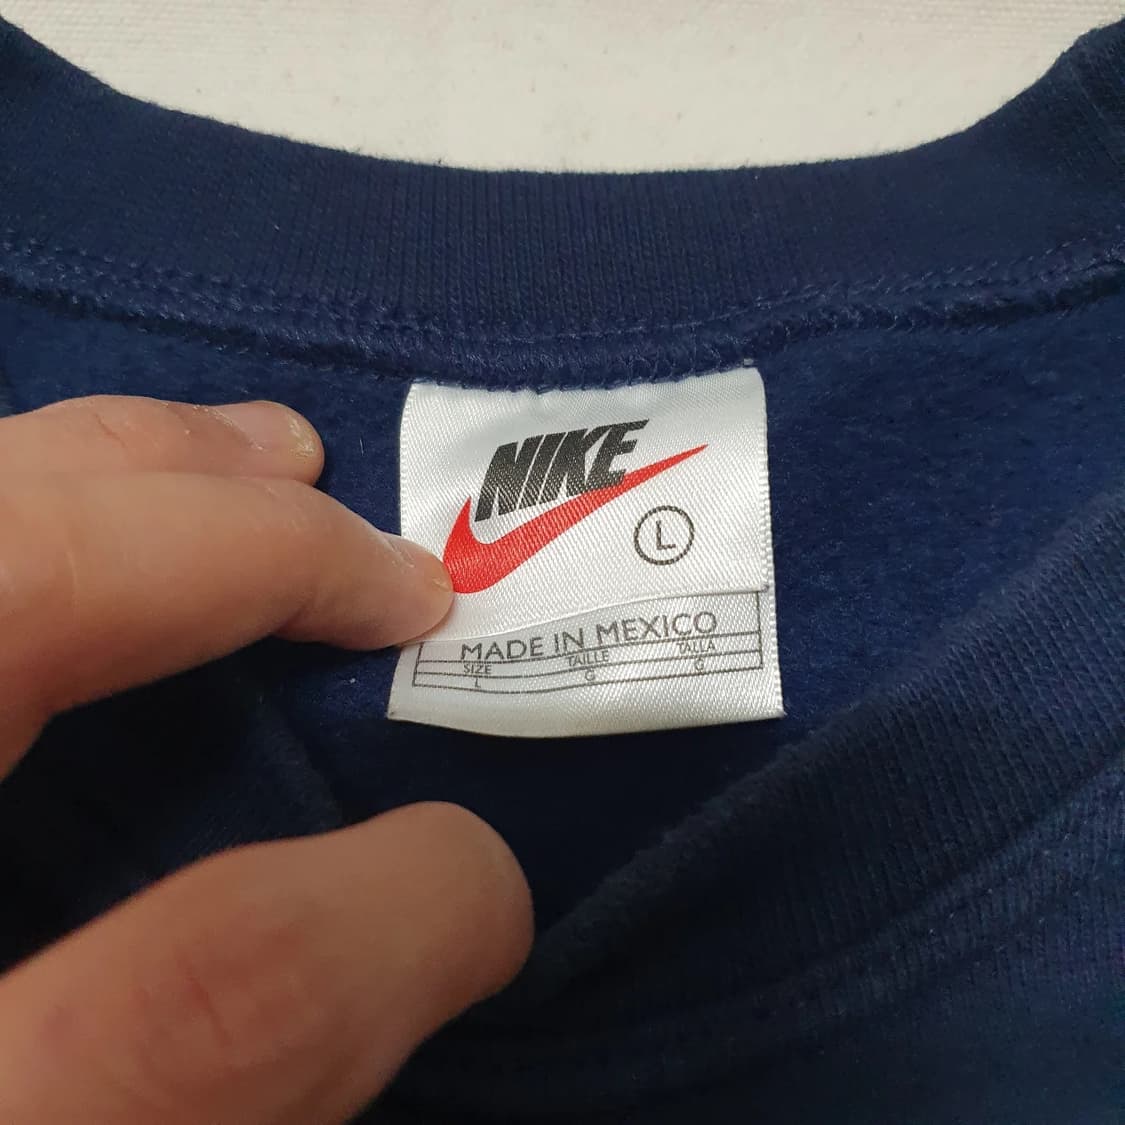 NIKE
L
MADE IN MEXICO
SIZE TAILLE TALLA
L G G